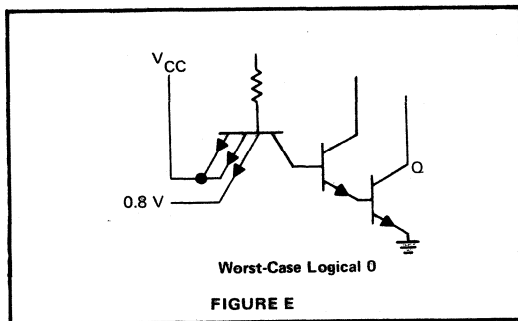 VCC
0.8 V
Q
Worst-Case Logical 0
FIGURE E